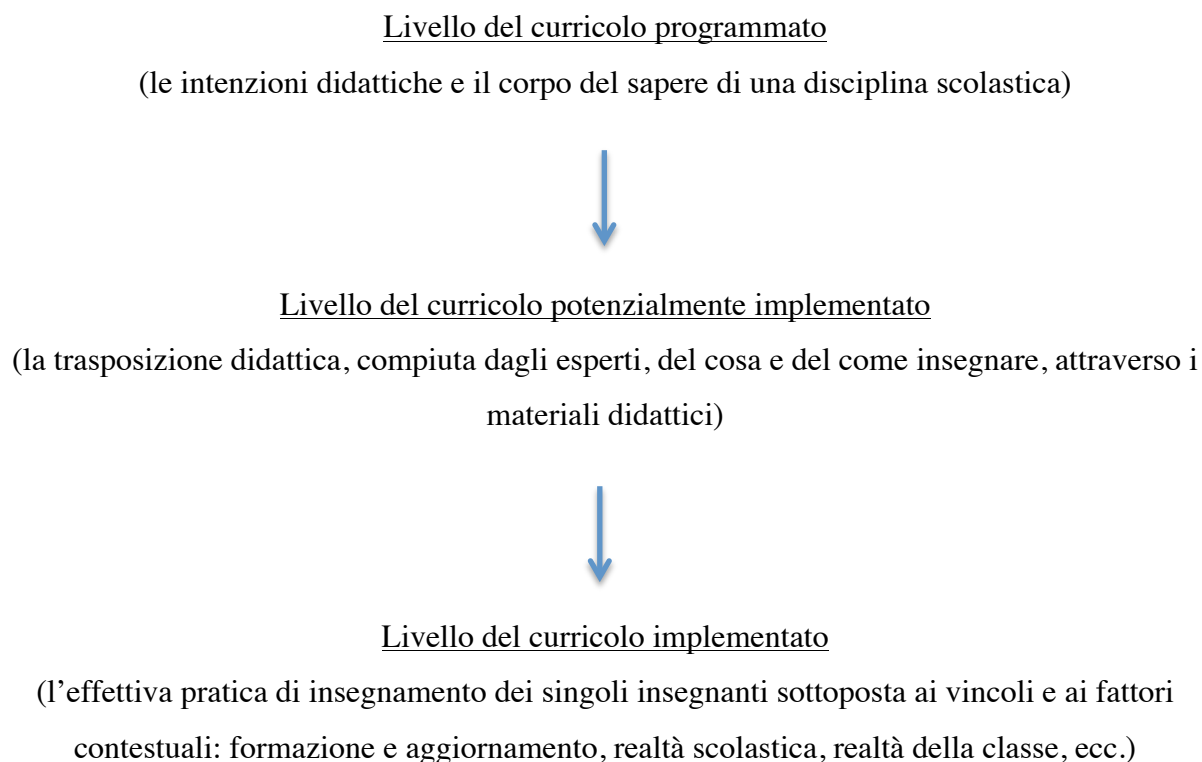 Livello del curricolo programmato
(le intenzioni didattiche e il corpo del sapere di una disciplina scolastica)
Livello del curricolo potenzialmente implementato
(la trasposizione didattica, compiuta dagli esperti, del cosa e del come insegnare, attraverso i
materiali didattici)
Livello del curricolo implementato
(l’effettiva pratica di insegnamento dei singoli insegnanti sottoposta ai vincoli e ai fattori
contestuali: formazione e aggiornamento, realtà scolastica, realtà della classe, ecc.)